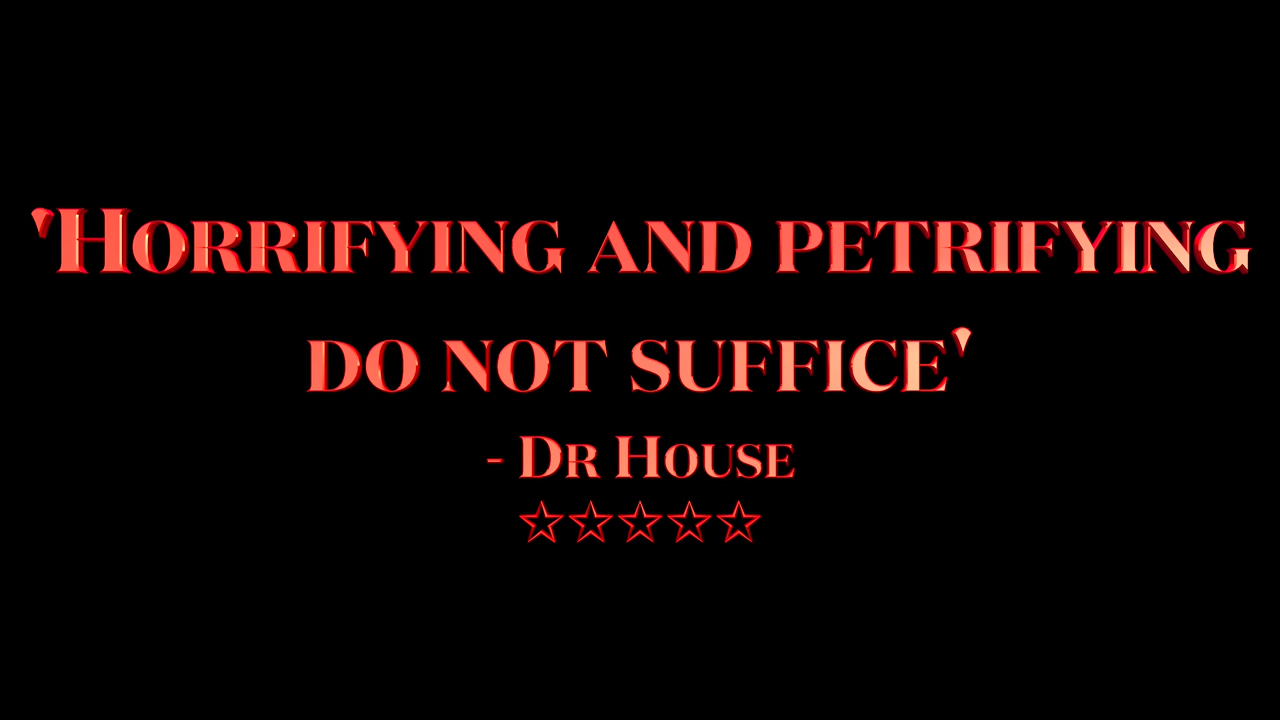 'Horrifying and petrifying
do not suffice'
- Dr House
☆☆☆☆☆